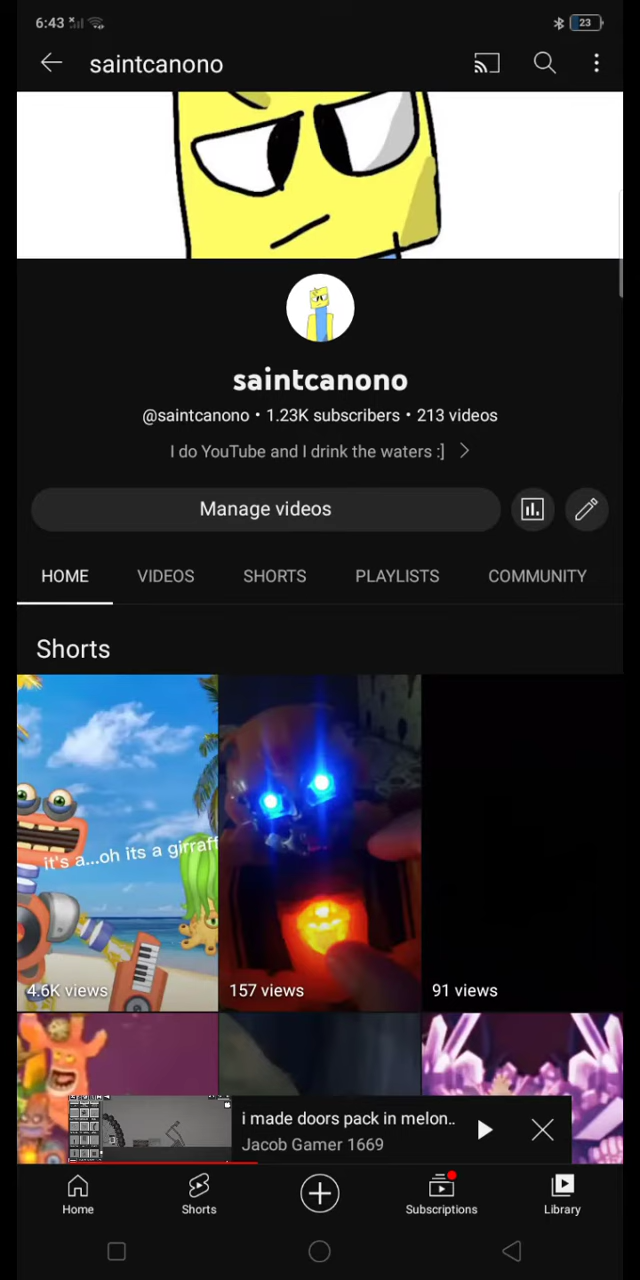 6:43
23
saintcanono
saintcanono
@saintcanono • 1.23K subscribers • 213 videos
I do YouTube and I drink the waters :]
Manage videos
HOME VIDEOS SHORTS PLAYLISTS COMMUNITY
Shorts
it's a...oh its a girraff
4.6K views 157 views 91 views
i made doors pack in melon..
Jacob Gamer 1669
Home Shorts Subscriptions Library